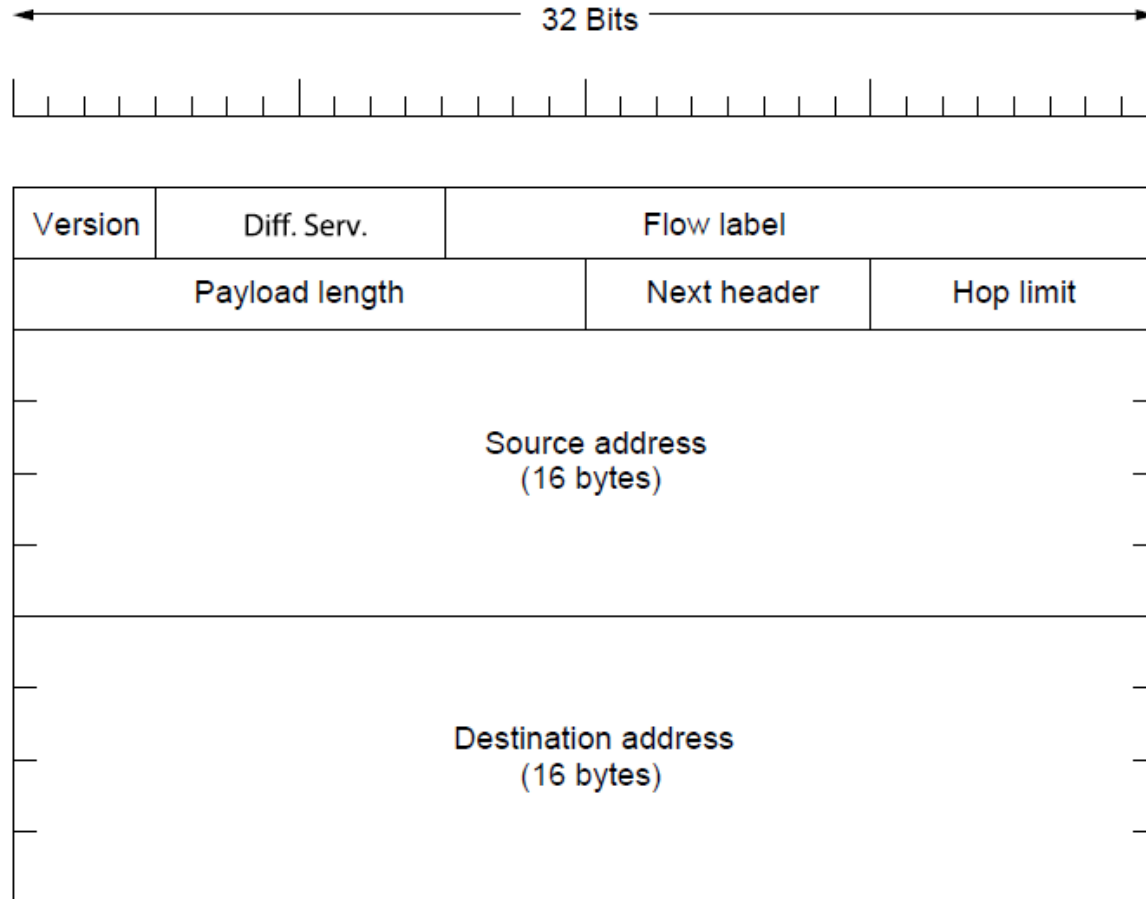 32 Bits
Version Diff. Serv. Flow label
Payload length Next header Hop limit
Source address
(16 bytes)
Destination address
(16 bytes)